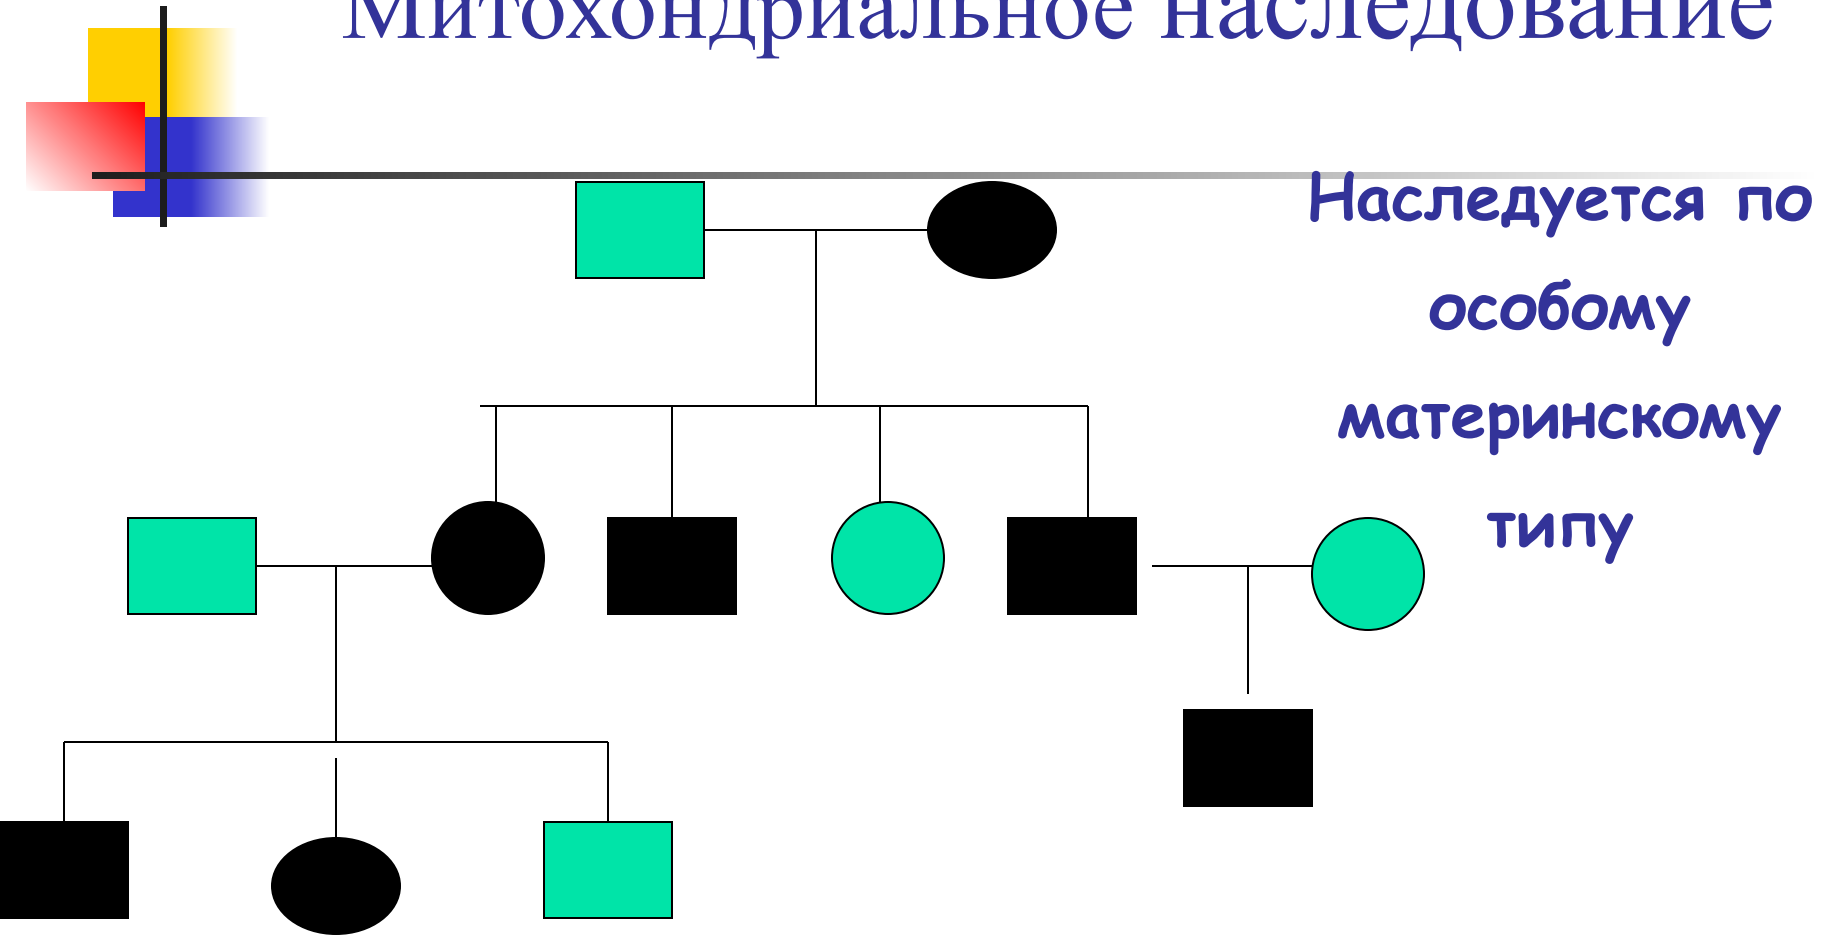 Митохондриальное наследование
Наследуется по
особому
материнскому
типу